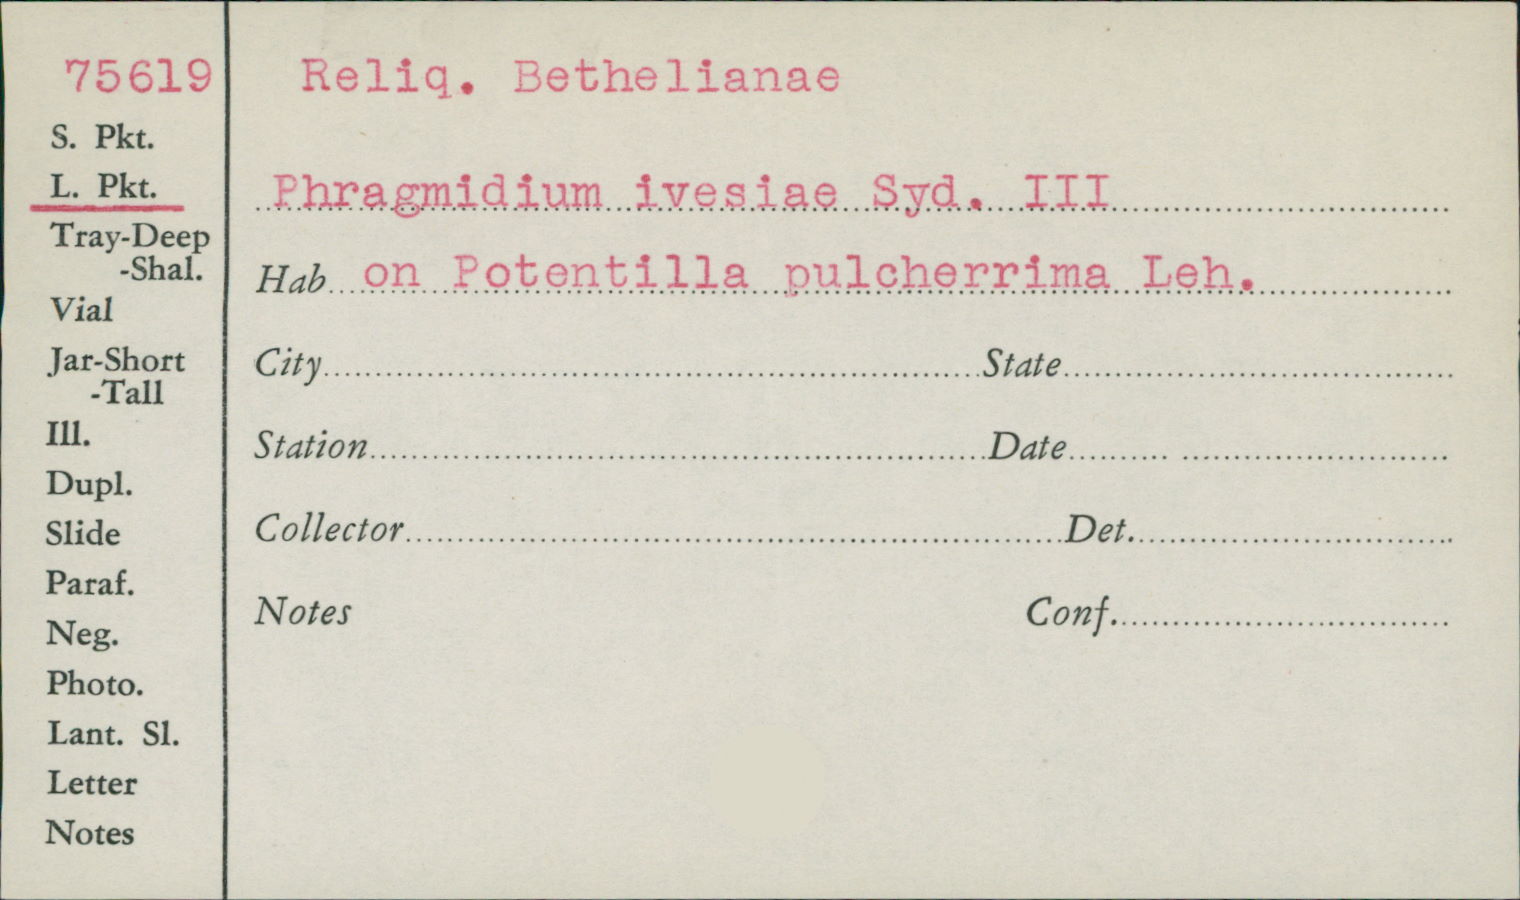 75619
S. Pkt.
L. Pkt.
Tray-Deep
-Shal.
Vial
Jar-Short
-Tall
Ill.
Dupl.
Slide
Paraf.
Neg.
Photo.
Lant. Sl.
Letter
Notes
Reliq. Bethelianae
Phragmidium ivesiae Syd. III
Hab on Potentilla pulcherrima Leh.
City State
Station Date
Collector Det.
Notes Conf.